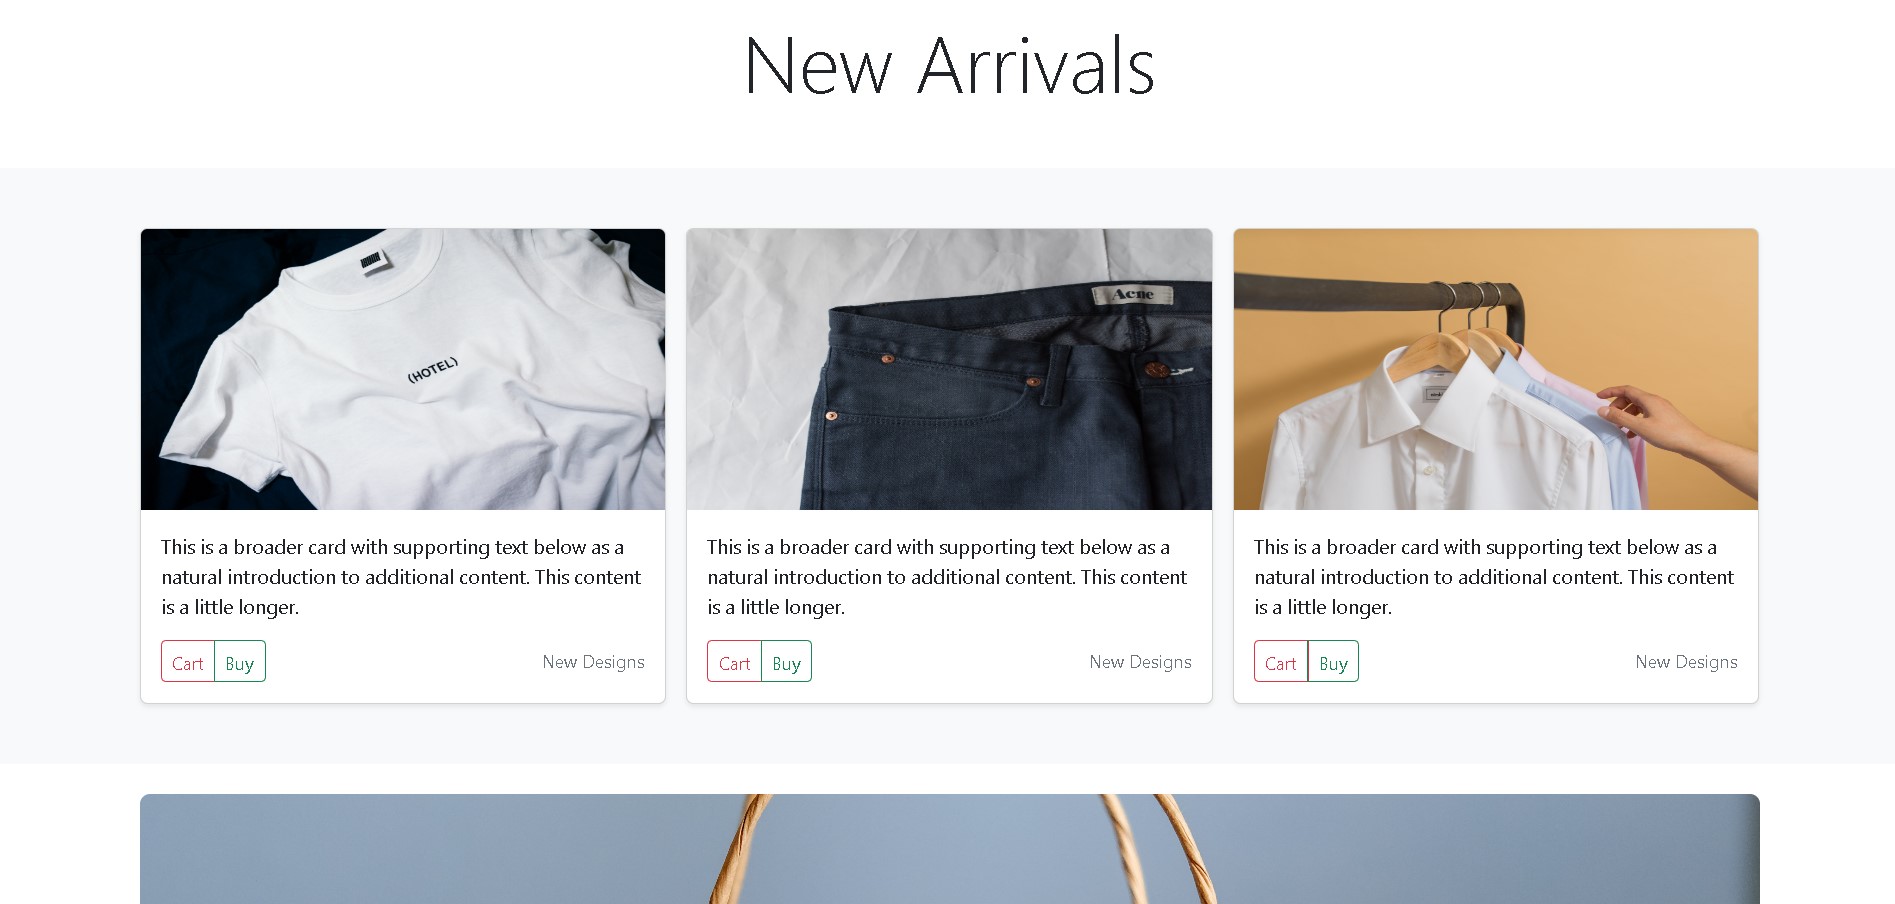 New Arrivals
(HOTEL)
Acne
This is a broader card with supporting text below as a
natural introduction to additional content. This content
is a little longer.
Cart Buy New Designs
This is a broader card with supporting text below as a
natural introduction to additional content. This content
is a little longer.
Cart Buy New Designs
This is a broader card with supporting text below as a
natural introduction to additional content. This content
is a little longer.
Cart Buy New Designs